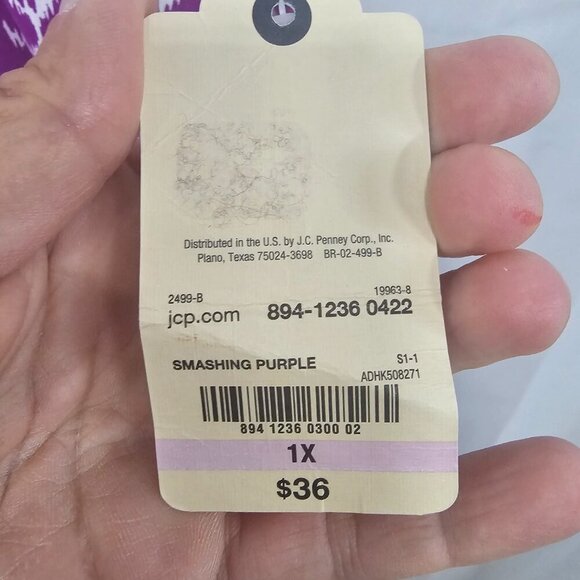 Distributed in the U.S. by J.C. Penney Corp., Inc.
Plano, Texas 75024-3698 BR-02-499-B
2499-B 19963-8
jcp.com 894-1236 0422
SMASHING PURPLE S1-1
ADHK508271
894 1236 0300 02
1X
$36